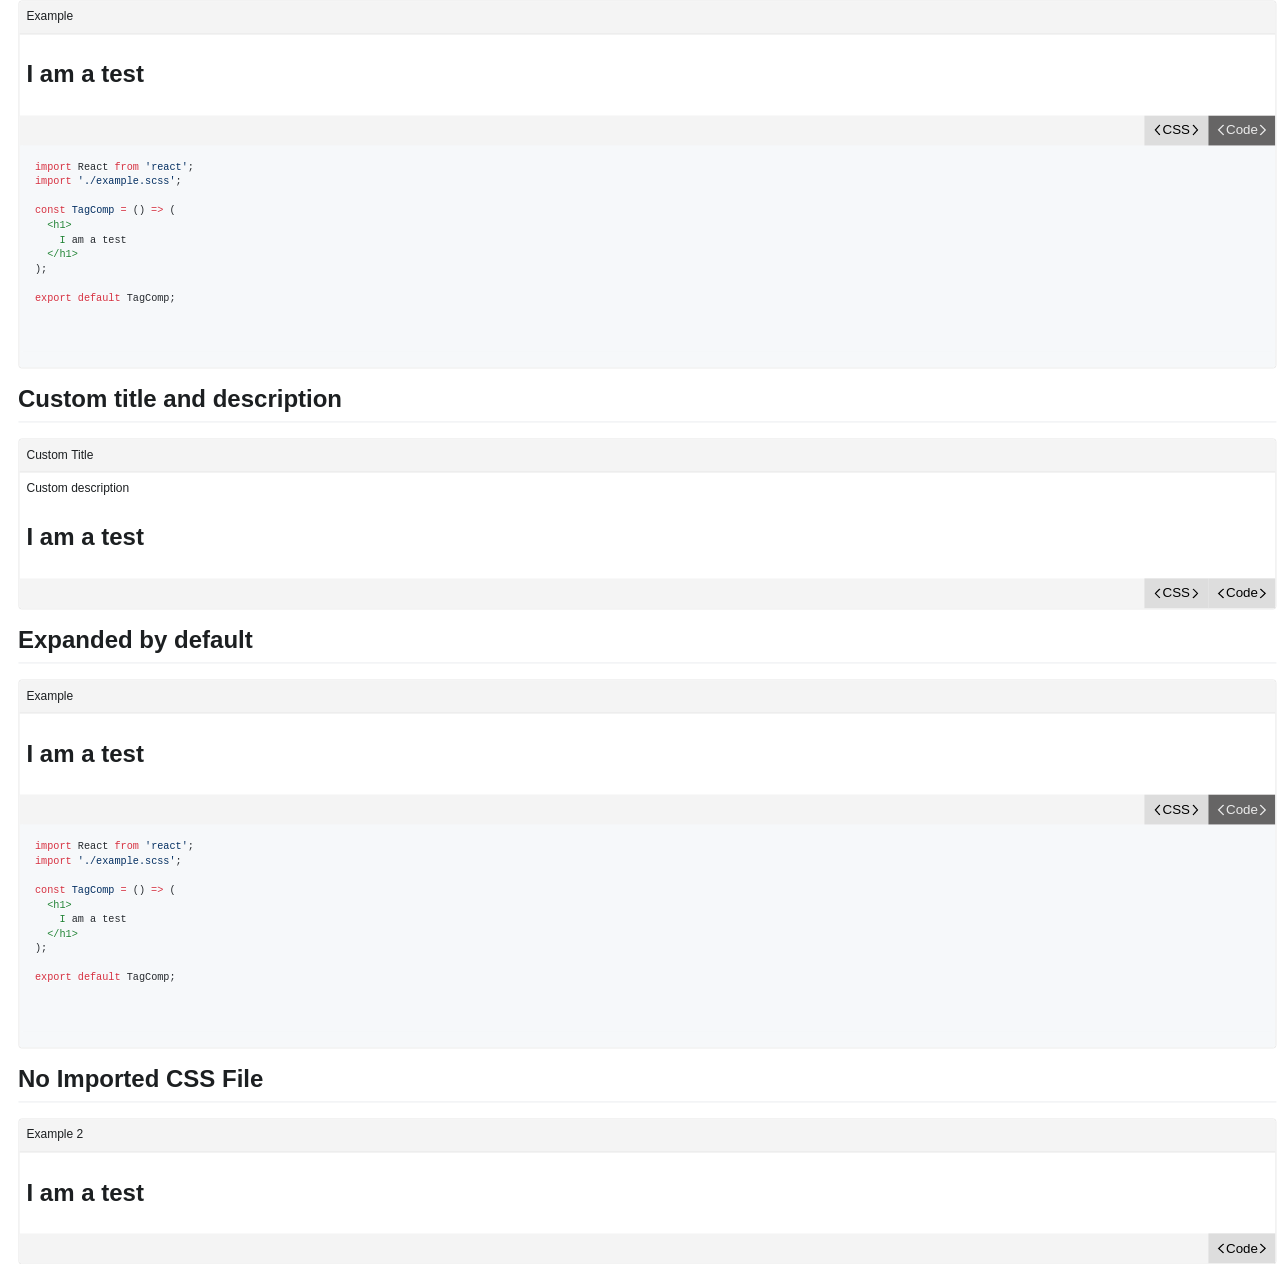 Example
I am a test
<CSS> <Code>
import React from 'react';
import './example.scss';
const TagComp = () => (
  <h1>
    I am a test
  </h1>
);
export default TagComp;
Custom title and description
Custom Title
Custom description
I am a test
<CSS> <Code>
Expanded by default
Example
I am a test
<CSS> <Code>
import React from 'react';
import './example.scss';
const TagComp = () => (
  <h1>
    I am a test
  </h1>
);
export default TagComp;
No Imported CSS File
Example 2
I am a test
<Code>